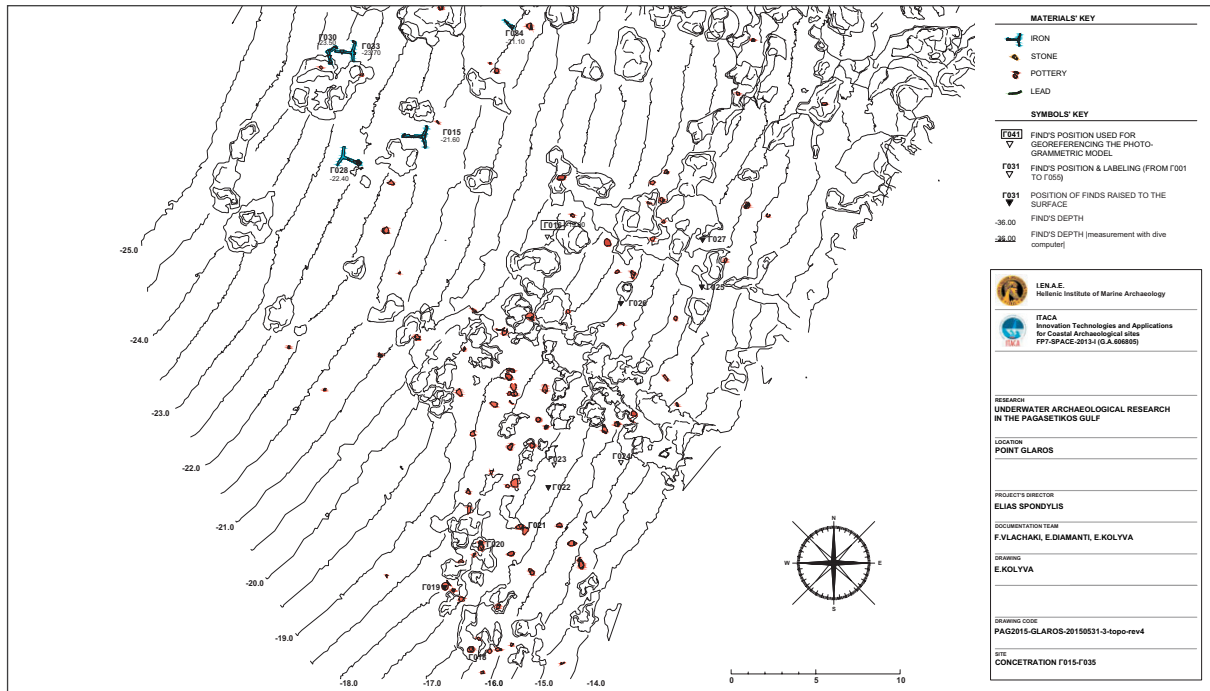 Γ030
-23.50
Γ033
-23.70
Γ034
-21.10
Γ015
-21.60
Γ028
-22.40
Γ027
Γ025
Γ026
Γ023
Γ024
Γ022
Γ021
Γ020
Γ019
-25.0
-24.0
-23.0
-22.0
-21.0
-20.0
-19.0
-18.0
-17.0
-16.0
-15.0
-14.0
N
W
E
S
0
5
10
MATERIALS' KEY
IRON
STONE
POTTERY
LEAD
SYMBOLS' KEY
Γ041
FIND'S POSITION USED FOR
GEOREFERENCING THE PHOTO-
GRAMMETRIC MODEL
Γ031
FIND'S POSITION & LABELING (FROM Γ001
TO Γ055)
Γ031
POSITION OF FINDS RAISED TO THE
SURFACE
-36.00
FIND'S DEPTH
-36.00
FIND'S DEPTH |measurement with dive
computer|
I.EN.A.E.
Hellenic Institute of Marine Archaeology
ITACA
ITACA
Innovation Technologies and Applications
for Coastal Archaeological sites
FP7-SPACE-2013-I (G.A.606805)
RESEARCH
UNDERWATER ARCHAEOLOGICAL RESEARCH
IN THE PAGASETIKOS GULF
LOCATION
POINT GLAROS
PROJECT'S DIRECTOR
ELIAS SPONDYLIS
DOCUMENTATION TEAM
F.VLACHAKI, E.DIAMANTI, E.KOLYVA
DRAWING
E.KOLYVA
DRAWING CODE
PAG2015-GLAROS-20150531-3-topo-rev4
SITE
CONCETRATION Γ015-Γ035